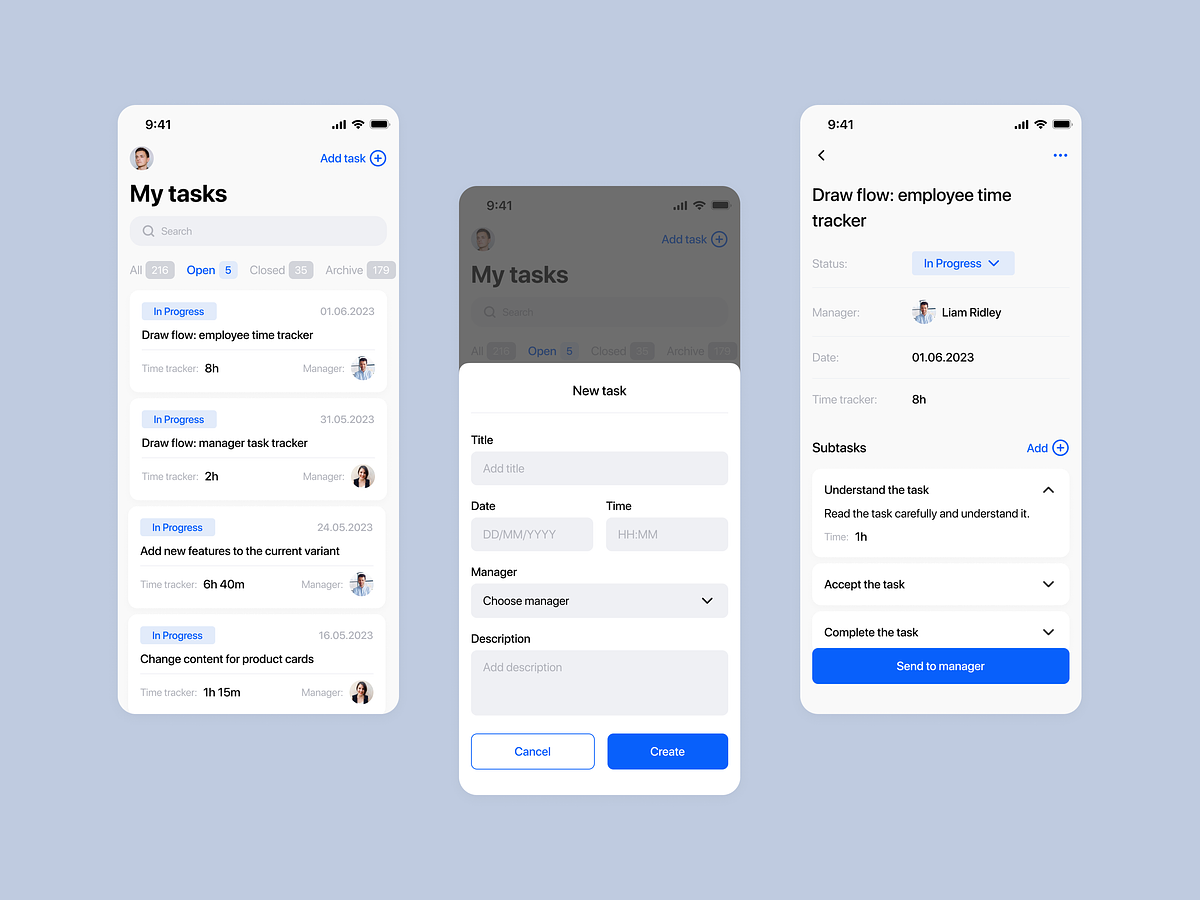 9:41
Add task
My tasks
Search
All 216 Open 5 Closed 35 Archive 179
In Progress 01.06.2023
Draw flow: employee time tracker
Time tracker: 8h Manager:
In Progress 31.05.2023
Draw flow: manager task tracker
Time tracker: 2h Manager:
In Progress 24.05.2023
Add new features to the current variant
Time tracker: 6h 40m Manager:
In Progress 16.05.2023
Change content for product cards
Time tracker: 1h 15m Manager:
9:41
Add task
My tasks
Search
All 216 Open 5 Closed 35 Archive 179
New task
Title
Add title
Date Time
DD/MM/YYYY HH:MM
Manager
Choose manager
Description
Add description
Cancel Create
9:41
Draw flow: employee time
tracker
Status: In Progress
Manager: Liam Ridley
Date: 01.06.2023
Time tracker: 8h
Subtasks Add
Understand the task
Read the task carefully and understand it.
Time: 1h
Accept the task
Complete the task
Send to manager